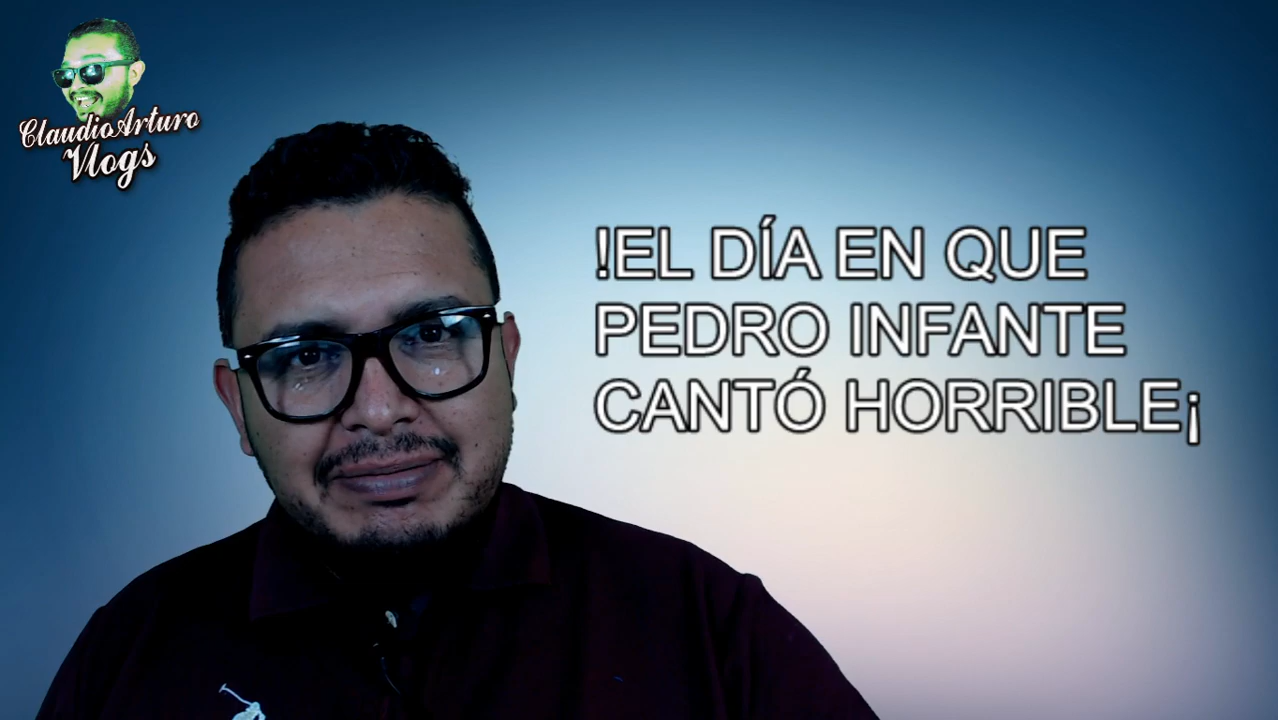 ClaudioArturo
Vlogs
!EL DÍA EN QUE
PEDRO INFANTE
CANTÓ HORRIBLE¡